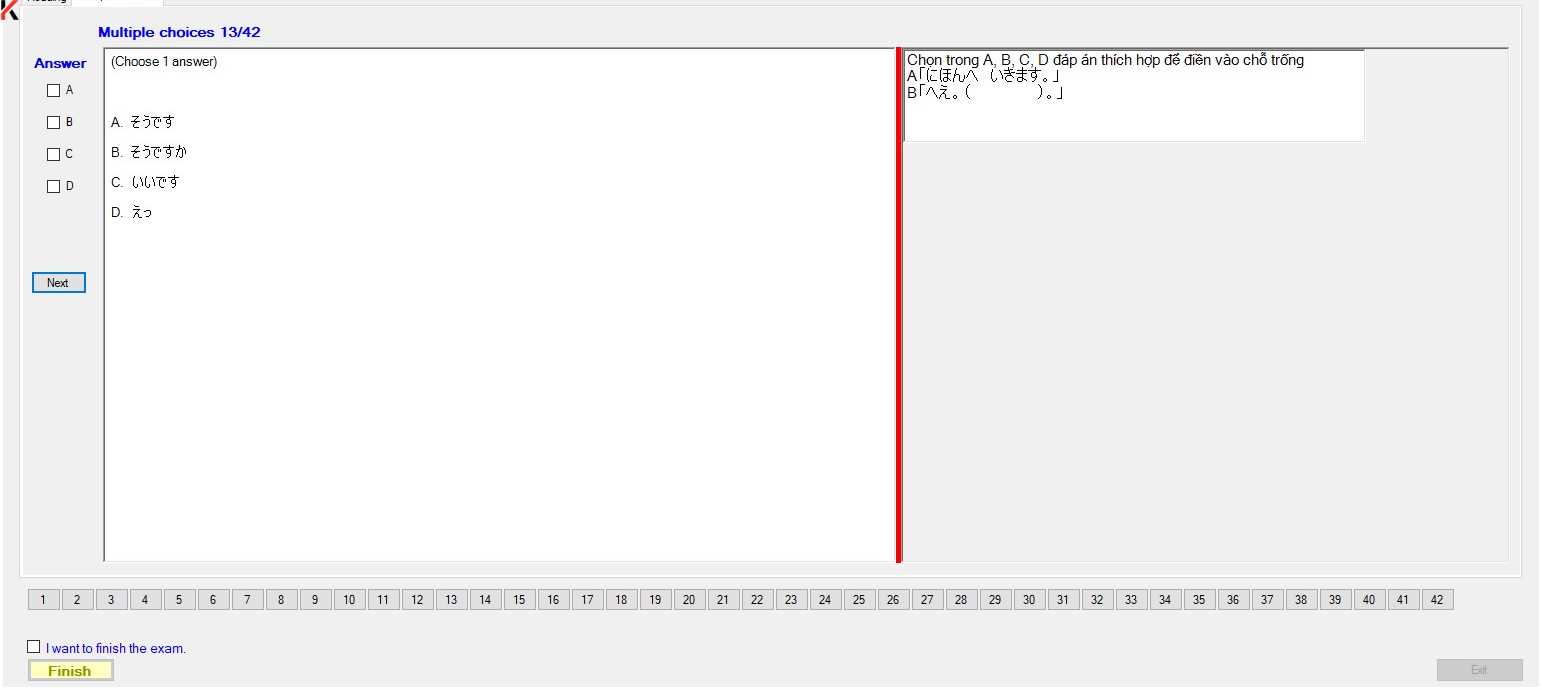 Multiple choices 13/42
Answer
A
B
C
D
Next
(Choose 1 answer)
A. そうです
B. そうですか
C. いいです
D. えっ
Chọn trong A, B, C, D đáp án thích hợp để điền vào chỗ trống
A「にほんへ いきます。」
B「へえ。( )。」
1 2 3 4 5 6 7 8 9 10 11 12 13 14 15 16 17 18 19 20 21 22 23 24 25 26 27 28 29 30 31 32 33 34 35 36 37 38 39 40 41 42
I want to finish the exam.
Finish
Exit